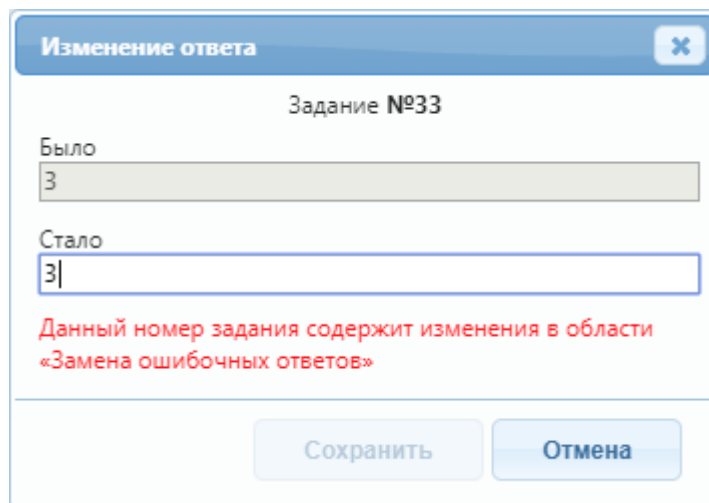 Изменение ответа
Задание №33
Было
3
Стало
3
Данный номер задания содержит изменения в области
«Замена ошибочных ответов»
Сохранить Отмена